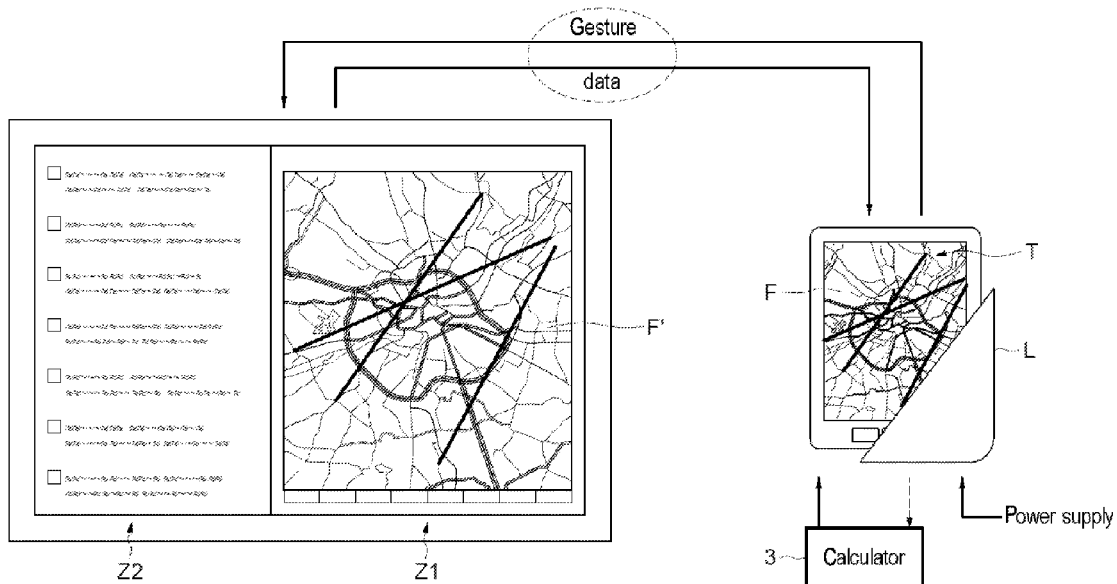 Gesture
data
T
F
F'
L
Power supply
3 Calculator
Z2
Z1